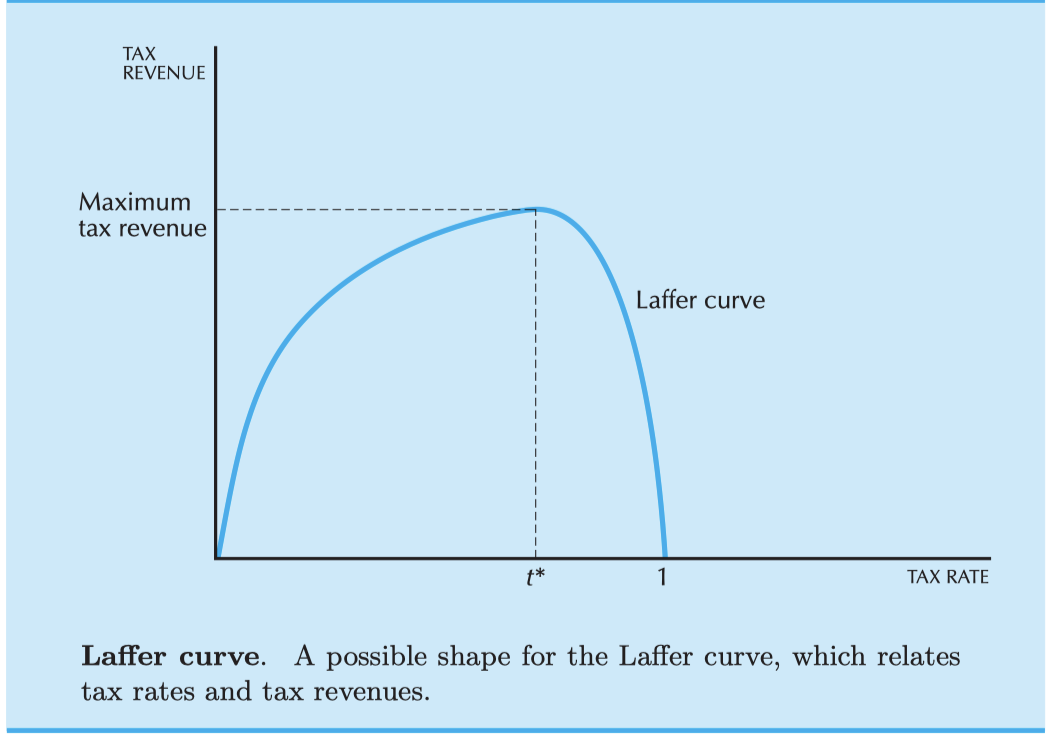 TAX
REVENUE
Maximum
tax revenue
Laffer curve
t*
1
TAX RATE
Laffer curve. A possible shape for the Laffer curve, which relates
tax rates and tax revenues.